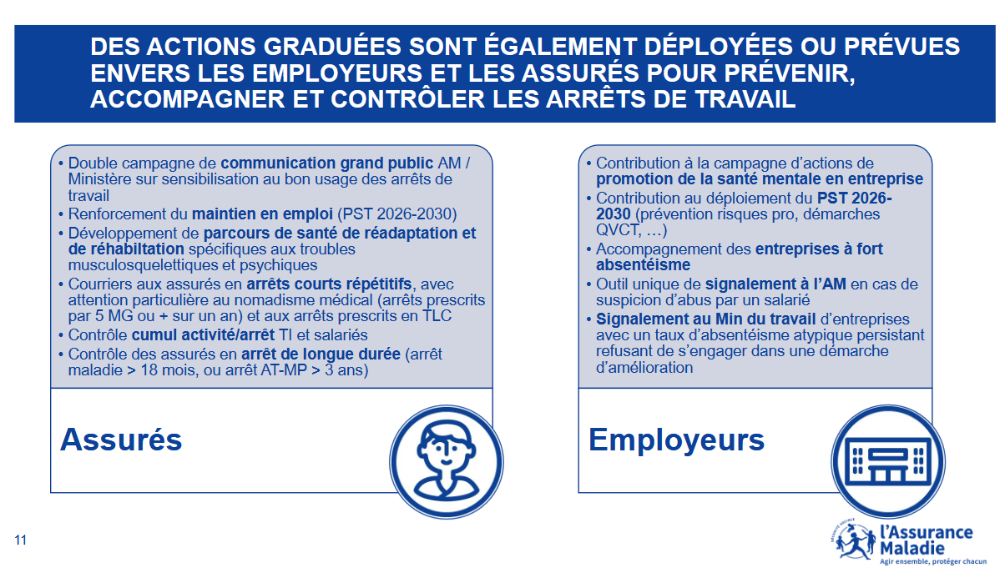 DES ACTIONS GRADUÉES SONT ÉGALEMENT DÉPLOYÉES OU PRÉVUES
ENVERS LES EMPLOYEURS ET LES ASSURÉS POUR PRÉVENIR,
ACCOMPAGNER ET CONTRÔLER LES ARRÊTS DE TRAVAIL
• Double campagne de communication grand public AM /
Ministère sur sensibilisation au bon usage des arrêts de
travail
• Renforcement du maintien en emploi (PST 2026-2030)
• Développement de parcours de santé de réadaptation et
de réhabiltation spécifiques aux troubles
musculosquelettiques et psychiques
• Courriers aux assurés en arrêts courts répétitifs, avec
attention particulière au nomadisme médical (arrêts prescrits
par 5 MG ou + sur un an) et aux arrêts prescrits en TLC
• Contrôle cumul activité/arrêt TI et salariés
• Contrôle des assurés en arrêt de longue durée (arrêt
maladie > 18 mois, ou arrêt AT-MP > 3 ans)
Assurés
• Contribution à la campagne d’actions de
promotion de la santé mentale en entreprise
• Contribution au déploiement du PST 2026-
2030 (prévention risques pro, démarches
QVCT, …)
• Accompagnement des entreprises à fort
absentéisme
• Outil unique de signalement à l’AM en cas de
suspicion d’abus par un salarié
• Signalement au Min du travail d’entreprises
avec un taux d’absentéisme atypique persistant
refusant de s’engager dans une démarche
d’amélioration
Employeurs
11
SÉCURITÉ SOCIALE
l’Assurance
Maladie
Agir ensemble, protéger chacun